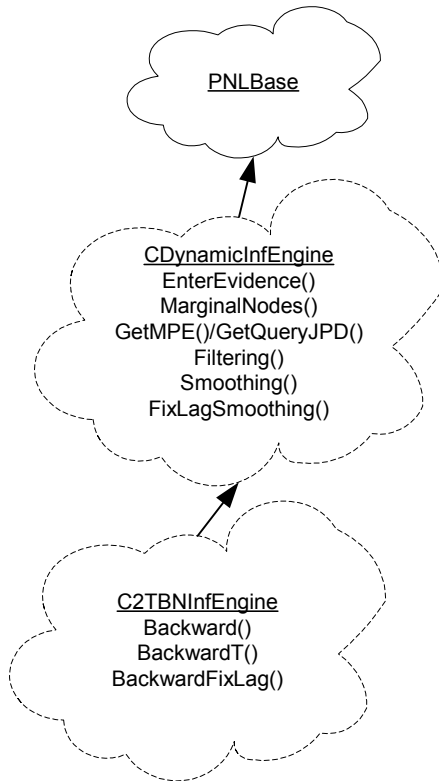 PNLBase
CDynamicInfEngine
EnterEvidence()
MarginalNodes()
GetMPE()/GetQueryJPD()
Filtering()
Smoothing()
FixLagSmoothing()
C2TBNInfEngine
Backward()
BackwardT()
BackwardFixLag()